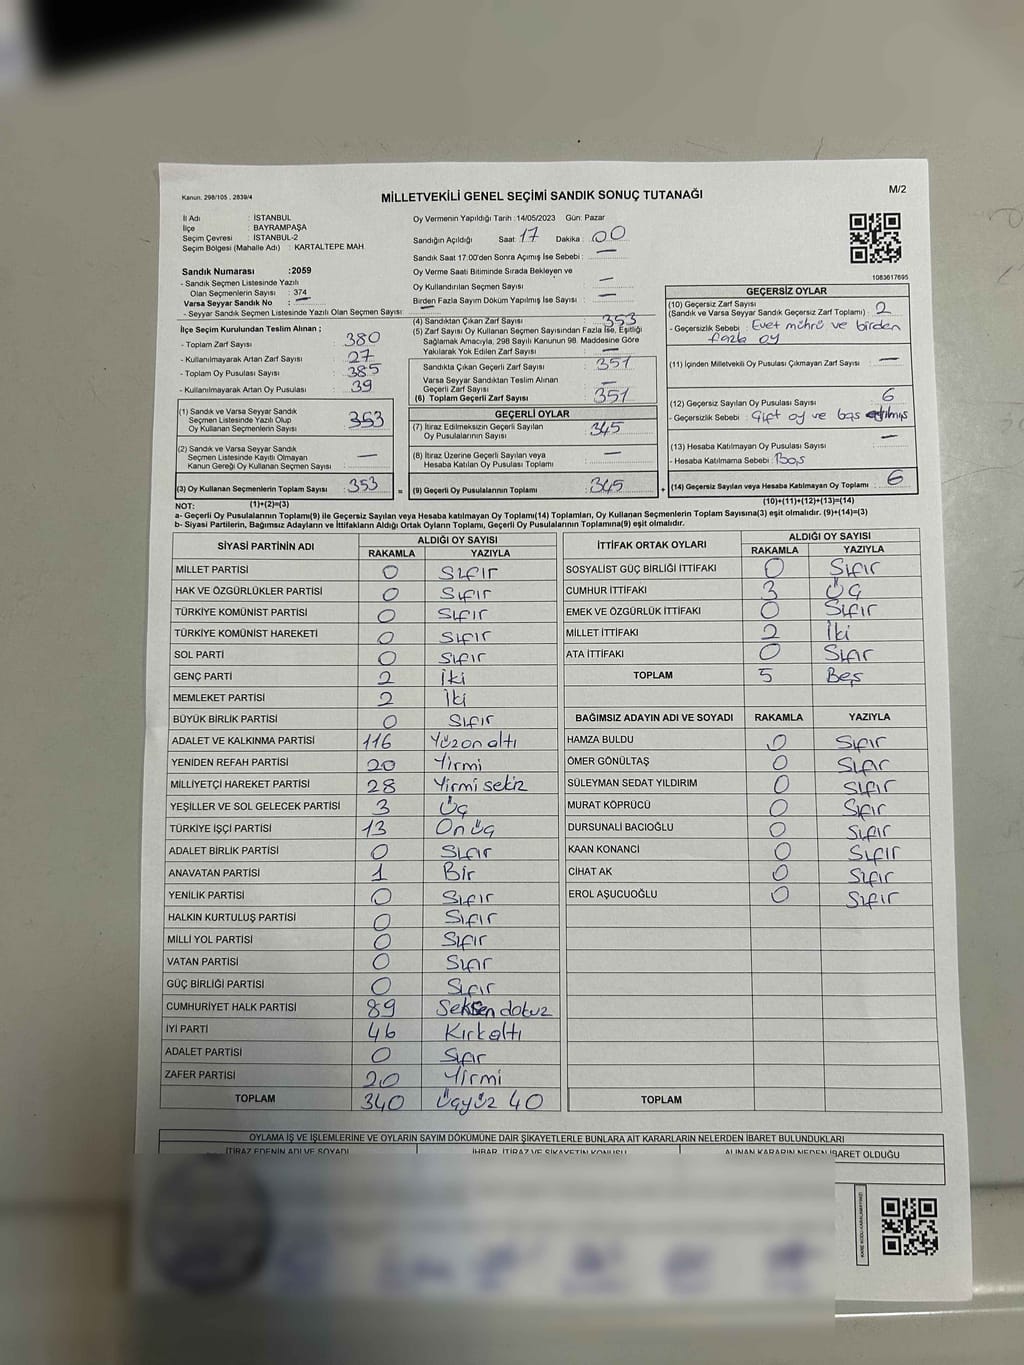 Kanun: 298/105 , 2839/4
MİLLETVEKİLİ GENEL SEÇİMİ SANDIK SONUÇ TUTANAĞI
M/2
İl Adı : İSTANBUL
İlçe : BAYRAMPAŞA
Seçim Çevresi : İSTANBUL-2
Seçim Bölgesi (Mahalle Adı) : KARTALTEPE MAH
Oy Vermenin Yapıldığı Tarih :14/05/2023 Gün: Pazar
Sandığın Açıldığı Saat: 17 Dakika : 00
Sandık Saat 17:00'den Sonra Açımış İse Sebebi : —
Oy Verme Saati Bitiminde Sırada Bekleyen ve
Oy Kullandırılan Seçmen Sayısı : —
Birden Fazla Sayım Döküm Yapılmış İse Sayısı : —
1083617695
Sandık Numarası :2059
- Sandık Seçmen Listesinde Yazılı
Olan Seçmenlerin Sayısı : 374
Varsa Seyyar Sandık No : —
- Seyyar Sandık Seçmen Listesinde Yazılı Olan Seçmen Sayısı:
İlçe Seçim Kurulundan Teslim Alınan ;
- Toplam Zarf Sayısı : 380
- Kullanılmayarak Artan Zarf Sayısı : 27
- Toplam Oy Pusulası Sayısı : 385
- Kullanılmayarak Artan Oy Pusulası : 39
(1) Sandık ve Varsa Seyyar Sandık
Seçmen Listesinde Yazılı Olup
Oy Kullanan Seçmenlerin Sayısı : 353
(2) Sandık ve Varsa Seyyar Sandık
Seçmen Listesinde Kayıtlı Olmayan
Kanun Gereği Oy Kullanan Seçmen Sayısı : —
(3) Oy Kullanan Seçmenlerin Toplam Sayısı : 353
(1)+(2)=(3)
(4) Sandıktan Çıkan Zarf Sayısı : 353
(5) Zarf Sayısı Oy Kullanan Seçmen Sayısından Fazla İse, Eşitliği
Sağlamak Amacıyla, 298 Sayılı Kanunun 98. Maddesine Göre
Yakılarak Yok Edilen Zarf Sayısı : —
Sandıkta Çıkan Geçerli Zarf Sayısı : 351
Varsa Seyyar Sandıktan Teslim Alınan
Geçerli Zarf Sayısı : —
(6) Toplam Geçerli Zarf Sayısı : 351
GEÇERLİ OYLAR
(7) İtiraz Edilmeksizin Geçerli Sayılan
Oy Pusulalarının Sayısı : 345
(8) İtiraz Üzerine Geçerli Sayılan veya
Hesaba Katılan Oy Pusulası Toplamı : —
= (9) Geçerli Oy Pusulalarının Toplamı : 345
GEÇERSİZ OYLAR
(10) Geçersiz Zarf Sayısı
(Sandık ve Varsa Seyyar Sandık Geçersiz Zarf Toplamı) : 2
- Geçersizlik Sebebi : Evet mührü ve birden
fazla oy
(11) İçinden Milletvekili Oy Pusulası Çıkmayan Zarf Sayısı : —
(12) Geçersiz Sayılan Oy Pusulası Sayısı : 6
- Geçersizlik Sebebi : Çift oy ve boş
(13) Hesaba Katılmayan Oy Pusulası Sayısı : —
- Hesaba Katılmama Sebebi : Boş
+ (14) Geçersiz Sayılan veya Hesaba Katılmayan Oy Toplamı : 6
(10)+(11)+(12)+(13)=(14)
NOT:
a- Geçerli Oy Pusulalarının Toplamı(9) ile Geçersiz Sayılan veya Hesaba Katılmayan Oy Toplamı(14) Toplamları, Oy Kullanan Seçmenlerin Toplam Sayısına(3) eşit olmalıdır. (9)+(14)=(3)
b- Siyasi Partilerin, Bağımsız Adayların ve İttifakların Aldığı Ortak Oyların Toplamı, Geçerli Oy Pusulalarının Toplamına(9) eşit olmalıdır.
SİYASİ PARTİNİN ADI ALDIĞI OY SAYISI
RAKAMLA YAZIYLA
MİLLET PARTİSİ 0 Sıfır
HAK VE ÖZGÜRLÜKLER PARTİSİ 0 Sıfır
TÜRKİYE KOMÜNİST PARTİSİ 0 Sıfır
TÜRKİYE KOMÜNİST HAREKETİ 0 Sıfır
SOL PARTİ 0 Sıfır
GENÇ PARTİ 2 İki
MEMLEKET PARTİSİ 2 İki
BÜYÜK BİRLİK PARTİSİ 0 Sıfır
ADALET VE KALKINMA PARTİSİ 116 Yüzonaltı
YENİDEN REFAH PARTİSİ 20 Yirmi
MİLLİYETÇİ HAREKET PARTİSİ 28 Yirmi sekiz
YEŞİLLER VE SOL GELECEK PARTİSİ 3 Üç
TÜRKİYE İŞÇİ PARTİSİ 13 On üç
ADALET BİRLİK PARTİSİ 0 Sıfır
ANAVATAN PARTİSİ 1 Bir
YENİLİK PARTİSİ 0 Sıfır
HALKIN KURTULUŞ PARTİSİ 0 Sıfır
MİLLİ YOL PARTİSİ 0 Sıfır
VATAN PARTİSİ 0 Sıfır
GÜÇ BİRLİĞİ PARTİSİ 0 Sıfır
CUMHURİYET HALK PARTİSİ 89 Seksen dokuz
İYİ PARTİ 46 Kırkaltı
ADALET PARTİSİ 0 Sıfır
ZAFER PARTİSİ 20 Yirmi
TOPLAM 340 Üçyüz 40
İTTİFAK ORTAK OYLARI ALDIĞI OY SAYISI
RAKAMLA YAZIYLA
SOSYALİST GÜÇ BİRLİĞİ İTTİFAKI 0 Sıfır
CUMHUR İTTİFAKI 3 Üç
EMEK VE ÖZGÜRLÜK İTTİFAKI 0 Sıfır
MİLLET İTTİFAKI 2 İki
ATA İTTİFAKI 0 Sıfır
TOPLAM 5 Beş
BAĞIMSIZ ADAYIN ADI VE SOYADI RAKAMLA YAZIYLA
HAMZA BULDU 0 Sıfır
ÖMER GÖNÜLTAŞ 0 Sıfır
SÜLEYMAN SEDAT YILDIRIM 0 Sıfır
MURAT KÖPRÜCÜ 0 Sıfır
DURSUNALİ BACIOĞLU 0 Sıfır
KAAN KONANCİ 0 Sıfır
CİHAT AK 0 Sıfır
EROL AŞUCUOĞLU 0 Sıfır
TOPLAM
OYLAMA İŞ VE İŞLEMLERİNE VE OYLARIN SAYIM DÖKÜMÜNE DAİR ŞİKAYETLERLE BUNLARA AİT KARARLARIN NELERDEN İBARET BULUNDUKLARI
İTİRAZ EDENİN ADI VE SOYADI İHBAR, İTİRAZ VE ŞİKAYETİN KONUSU ALINAN KARARIN NEDEN İBARET OLDUĞU